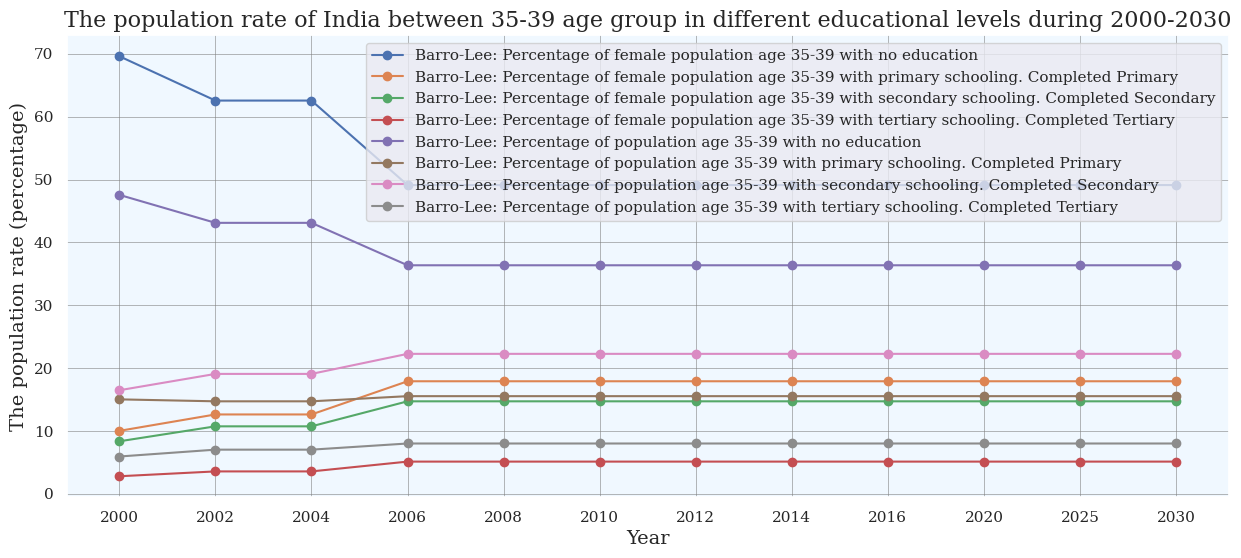 The population rate of India between 35-39 age group in different educational levels during 2000-2030
Barro-Lee: Percentage of female population age 35-39 with no education
Barro-Lee: Percentage of female population age 35-39 with primary schooling. Completed Primary
Barro-Lee: Percentage of female population age 35-39 with secondary schooling. Completed Secondary
Barro-Lee: Percentage of female population age 35-39 with tertiary schooling. Completed Tertiary
Barro-Lee: Percentage of population age 35-39 with no education
Barro-Lee: Percentage of population age 35-39 with primary schooling. Completed Primary
Barro-Lee: Percentage of population age 35-39 with secondary schooling. Completed Secondary
Barro-Lee: Percentage of population age 35-39 with tertiary schooling. Completed Tertiary
The population rate (percentage)
70
60
50
40
30
20
10
0
2000 2002 2004 2006 2008 2010 2012 2014 2016 2020 2025 2030
Year